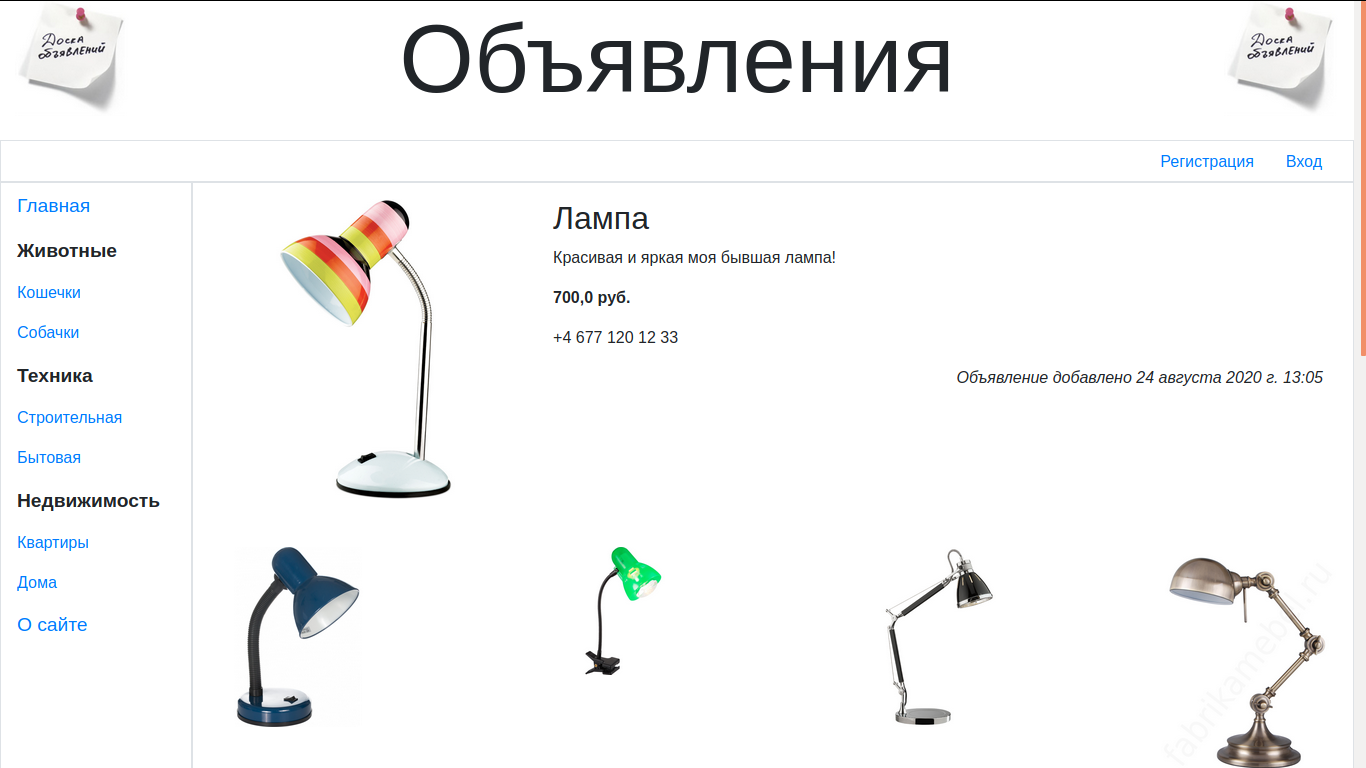 Доска
объявлений
Объявления
Доска
объявлений
Регистрация Вход
Главная
Животные
Кошечки
Собачки
Техника
Строительная
Бытовая
Недвижимость
Квартиры
Дома
О сайте
Лампа
Красивая и яркая моя бывшая лампа!
700,0 руб.
+4 677 120 12 33
Объявление добавлено 24 августа 2020 г. 13:05